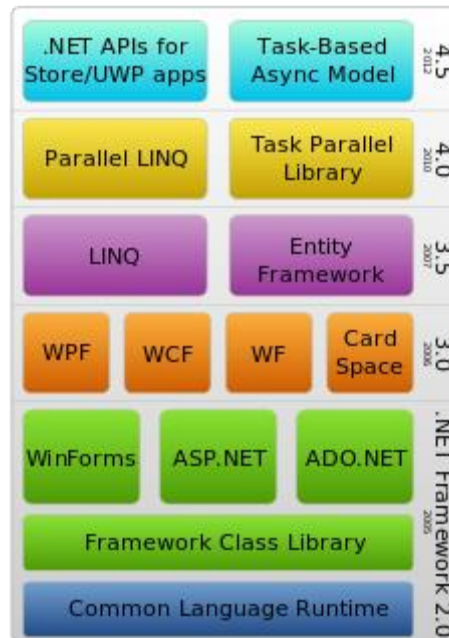 .NET APIs for
Store/UWP apps
Task-Based
Async Model
4.5
2012
Parallel LINQ
Task Parallel
Library
4.0
2010
LINQ
Entity
Framework
3.5
2007
WPF
WCF
WF
Card
Space
3.0
2006
WinForms
ASP.NET
ADO.NET
Framework Class Library
Common Language Runtime
.NET Framework 2.0
2005